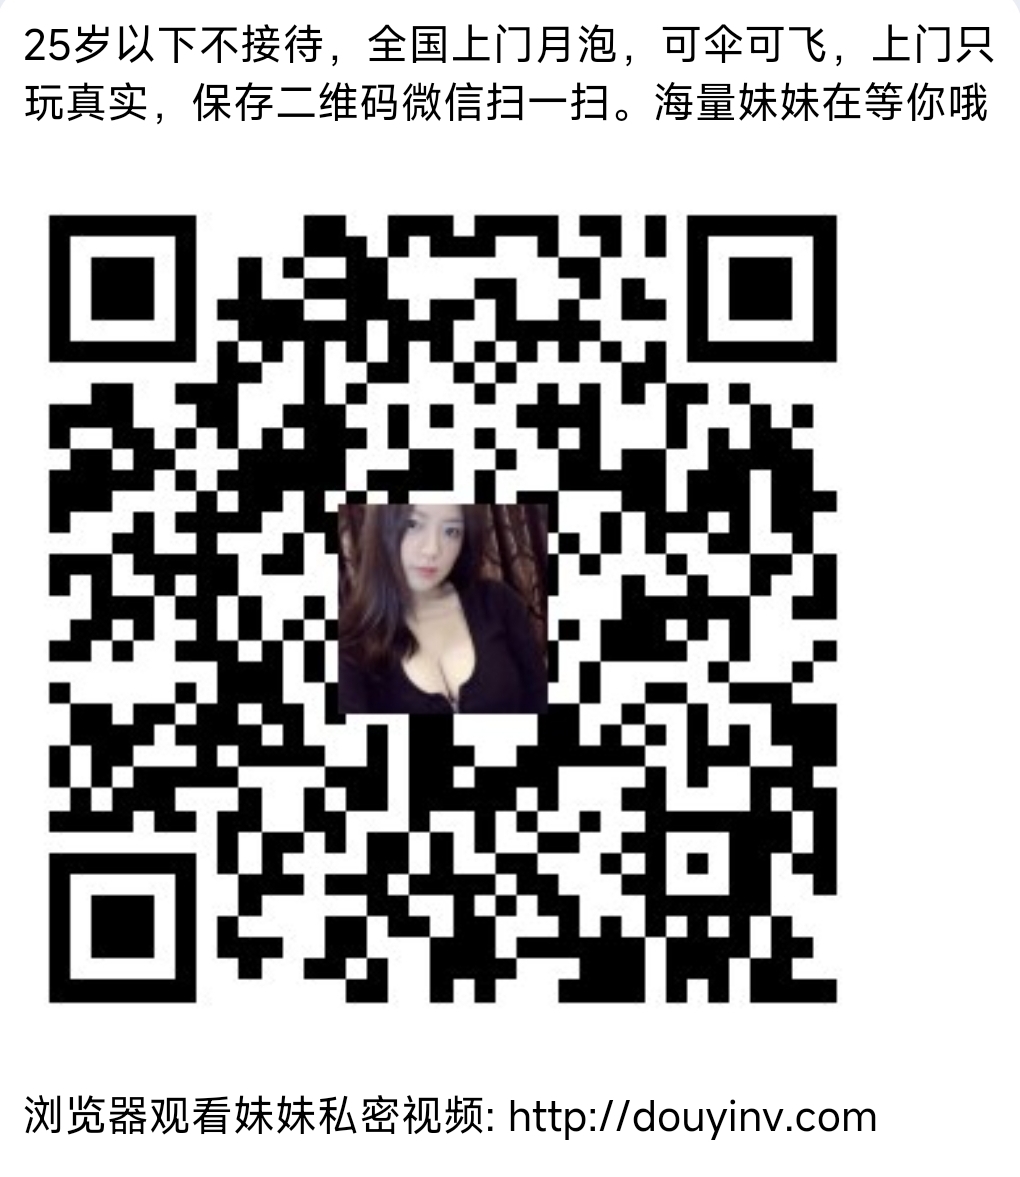 25岁以下不接待，全国上门月泡，可伞可飞，上门只
玩真实，保存二维码微信扫一扫。海量妹妹在等你哦
浏览器观看妹妹私密视频: http://douyinv.com